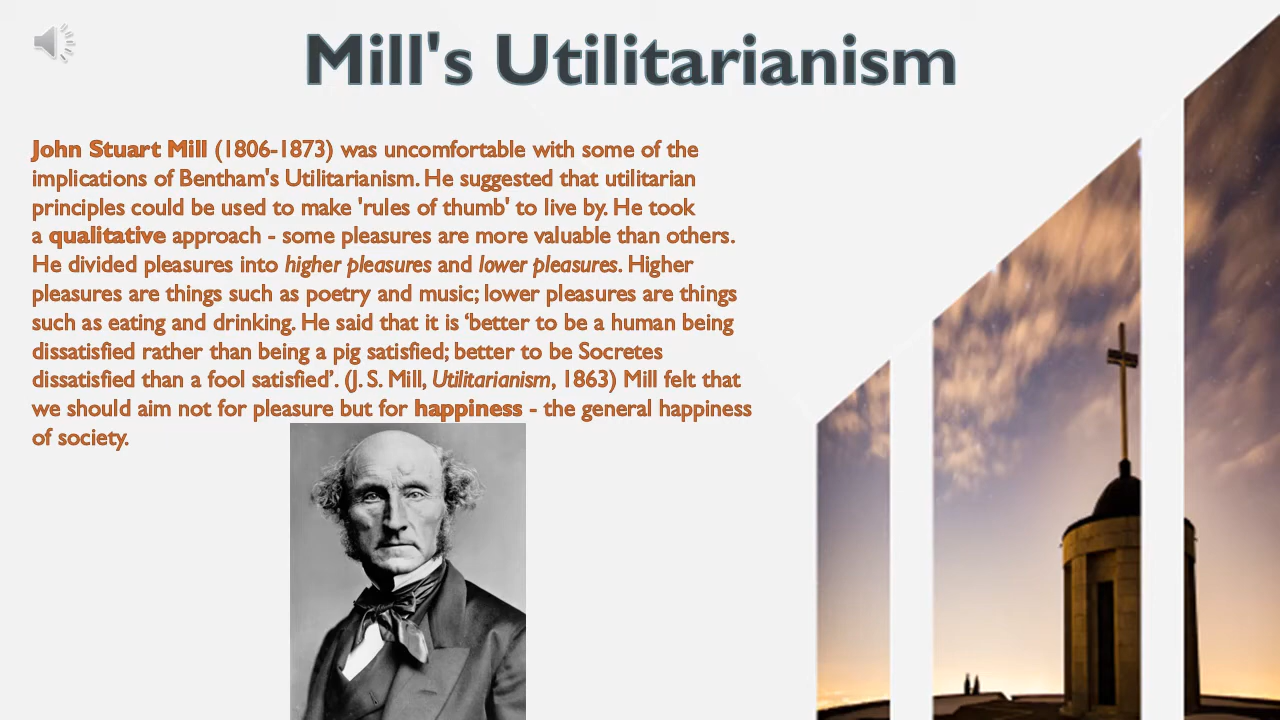 Mill's Utilitarianism
John Stuart Mill (1806-1873) was uncomfortable with some of the
implications of Bentham's Utilitarianism. He suggested that utilitarian
principles could be used to make 'rules of thumb' to live by. He took
a qualitative approach - some pleasures are more valuable than others.
He divided pleasures into higher pleasures and lower pleasures. Higher
pleasures are things such as poetry and music; lower pleasures are things
such as eating and drinking. He said that it is ‘better to be a human being
dissatisfied rather than being a pig satisfied; better to be Socretes
dissatisfied than a fool satisfied’. (J. S. Mill, Utilitarianism, 1863) Mill felt that
we should aim not for pleasure but for happiness - the general happiness
of society.